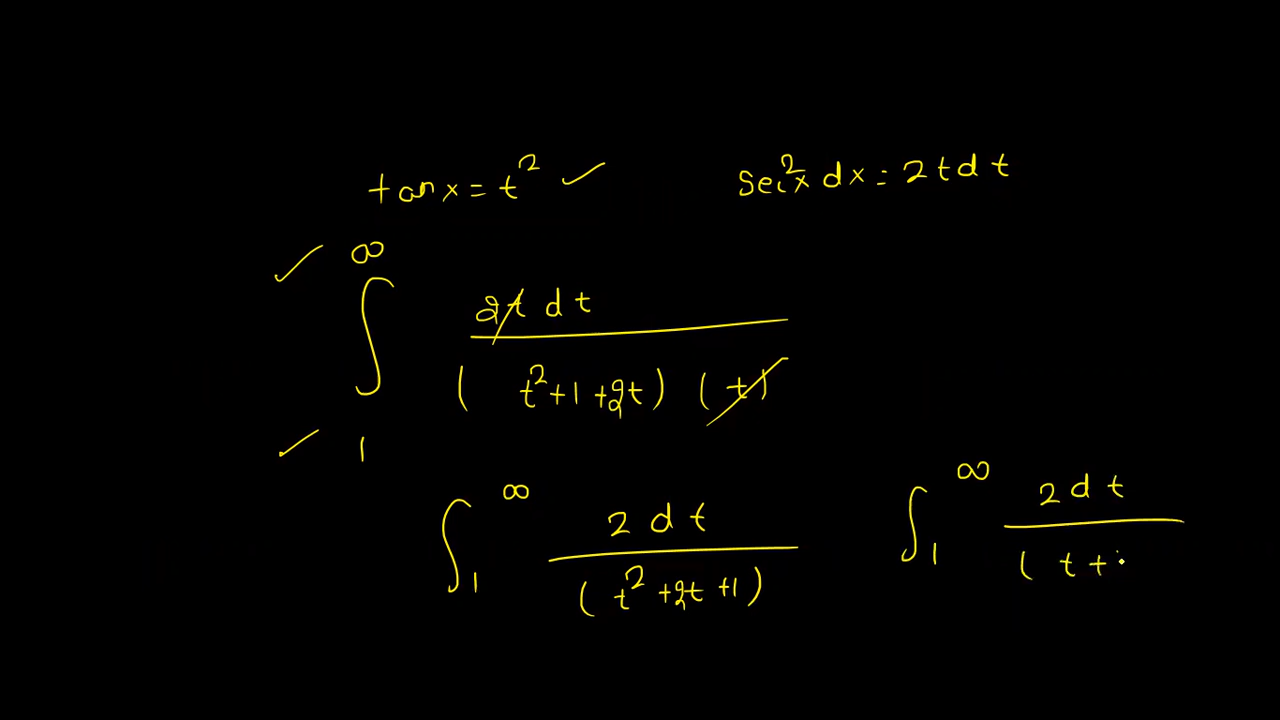 tan x = t² ✓ sec²x dx = 2t dt
✓ ∞
∫ 2t dt / (t² + 1 + 2t) (t)
✓ 1
∫₁^∞ 2 dt / (t² + 2t + 1) ∫₁^∞ 2 dt / (t +